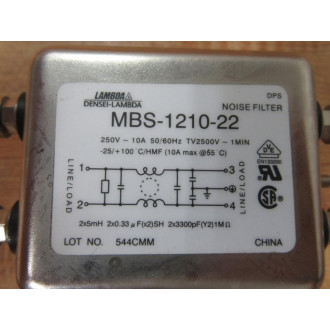 LAMBDA
DENSEI-LAMBDA
DPS
NOISE FILTER
MBS-1210-22
250V ~ 10A 50/60Hz TV2500V ~ 1MIN
-25/+100˚C/HMF (10A max @55˚C)
LINE/LOAD
1
2
3
4
LINE/LOAD
2x5mH 2x0.33μF(x2)SH 2x3300pF(Y2)1MΩ
LOT NO. 544CMM
CHINA